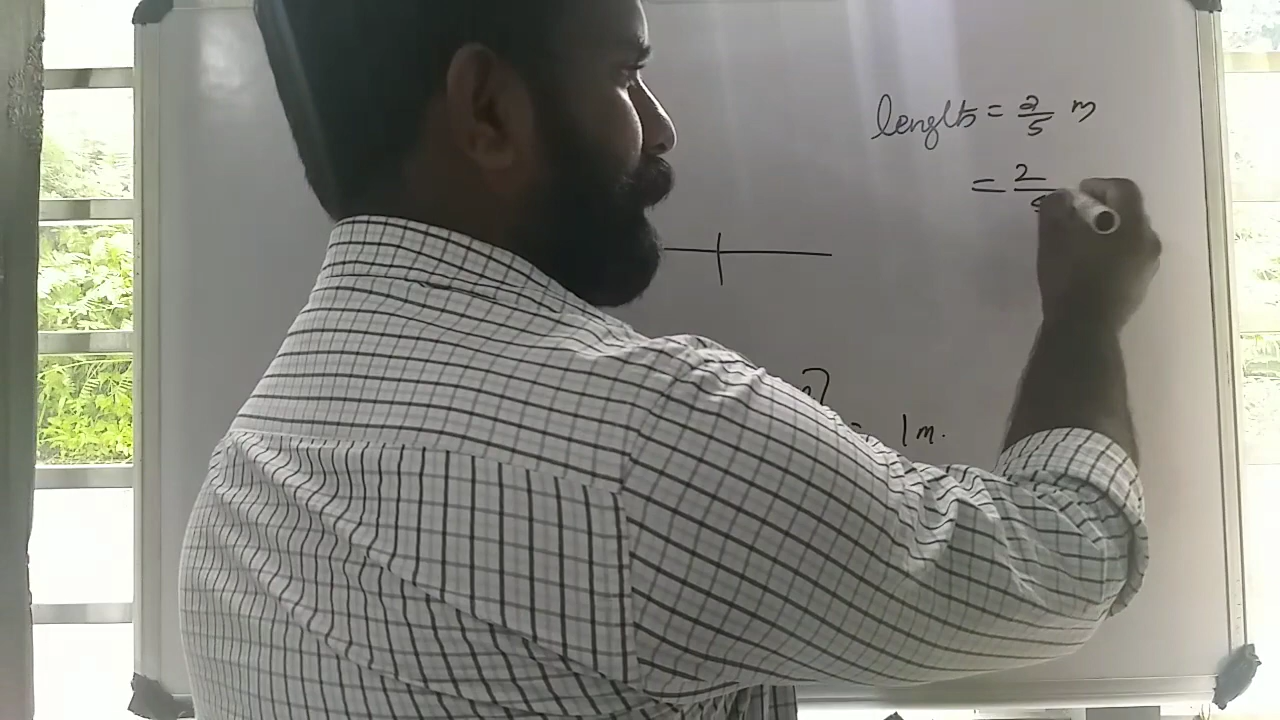 length = 2/5 m
= 2/5
= 1m.